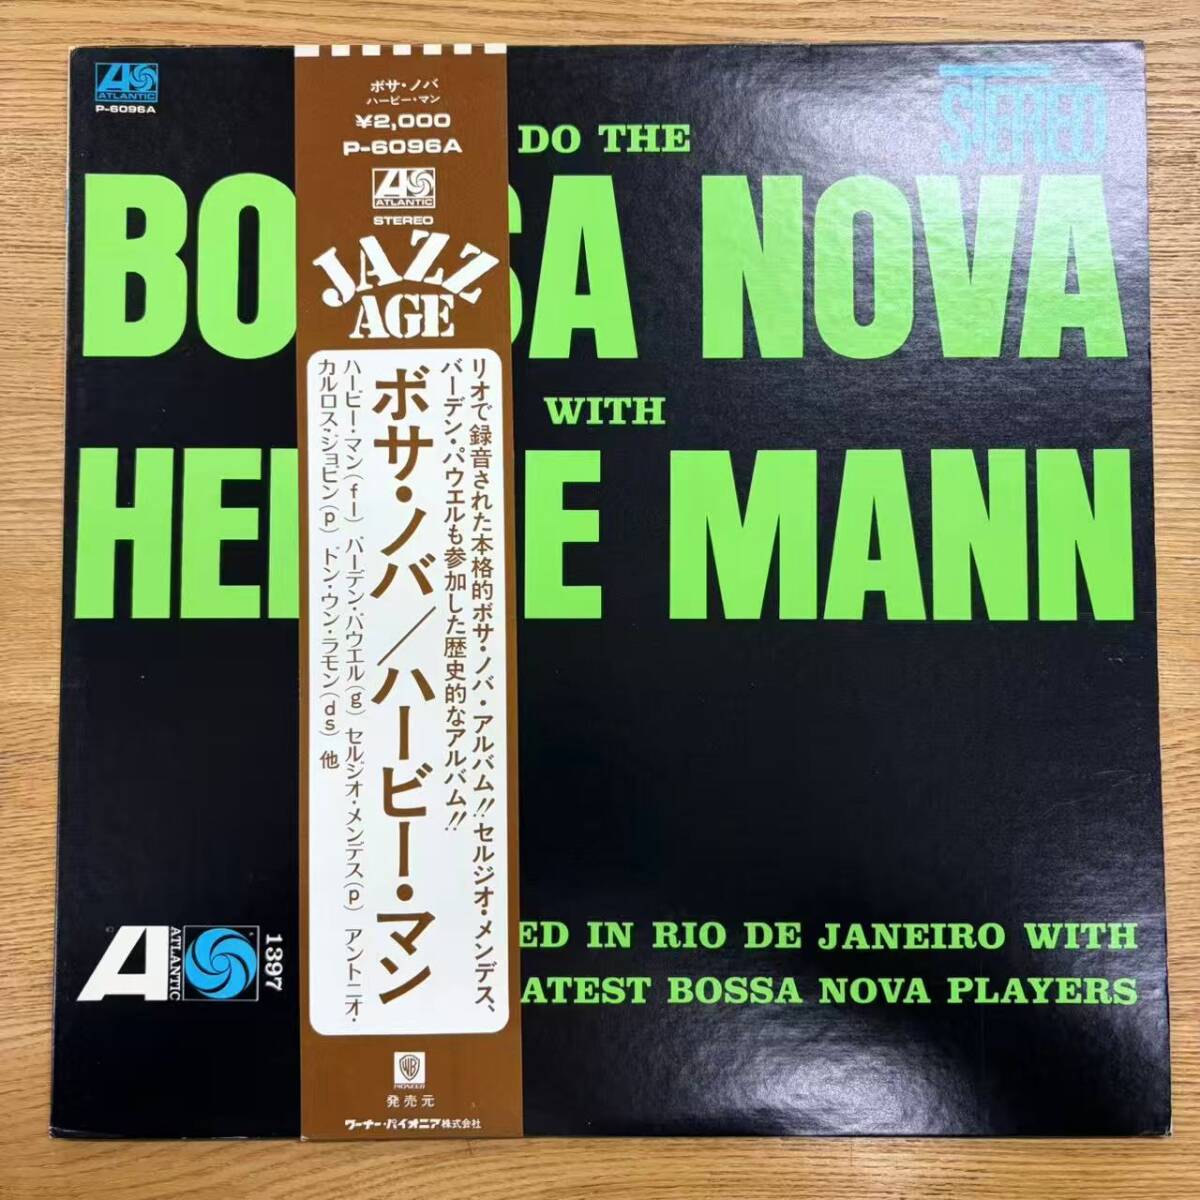 ATLANTIC
P-6096A
DO THE
STEREO
BO SA NOVA
WITH
HE E MANN
ED IN RIO DE JANEIRO WITH
ATEST BOSSA NOVA PLAYERS
A
ATLANTIC
1397
ボサ・ノバ
ハービー・マン
¥2,000
P-6096A
ATLANTIC
STEREO
JAZZ
AGE
リオで録音された本格的ボサ・ノバ・アルバム!!セルジオ・メンデス、
バーデン・パウエルも参加した歴史的なアルバム!!
ボサ・ノバ/ハービー・マン
ハービー・マン(fl) バーデン・パウエル(g) セルジオ・メンデス(p) アントニオ・
カルロス・ジョビン(p) ドン・ウン・ラモン(ds) 他
WB
PIONEER
発売元
ワーナー・パイオニア株式会社